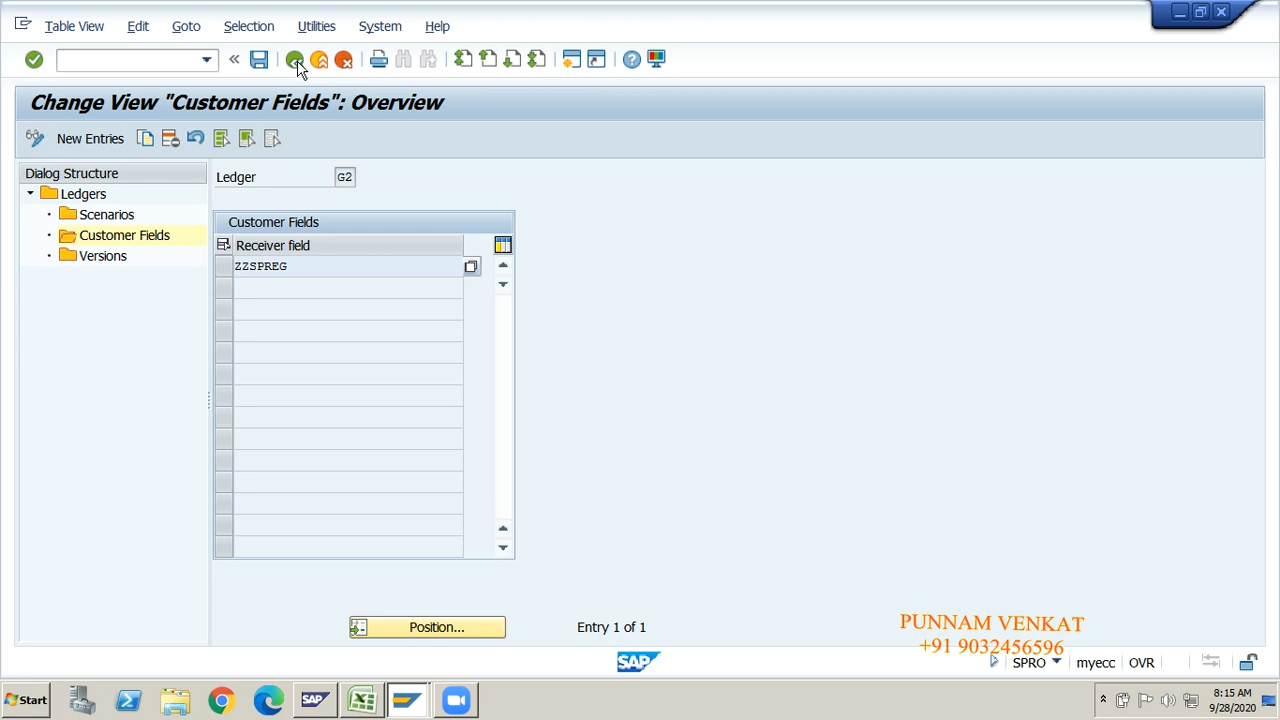 Table View Edit Goto Selection Utilities System Help
Change View "Customer Fields": Overview
New Entries
Dialog Structure
Ledgers
Scenarios
Customer Fields
Versions
Ledger G2
Customer Fields
Receiver field
ZZSPREG
Position...
Entry 1 of 1
PUNNAM VENKAT
+91 9032456596
SAP
SPRO myecc OVR
Start
SAP
8:15 AM
9/28/2020